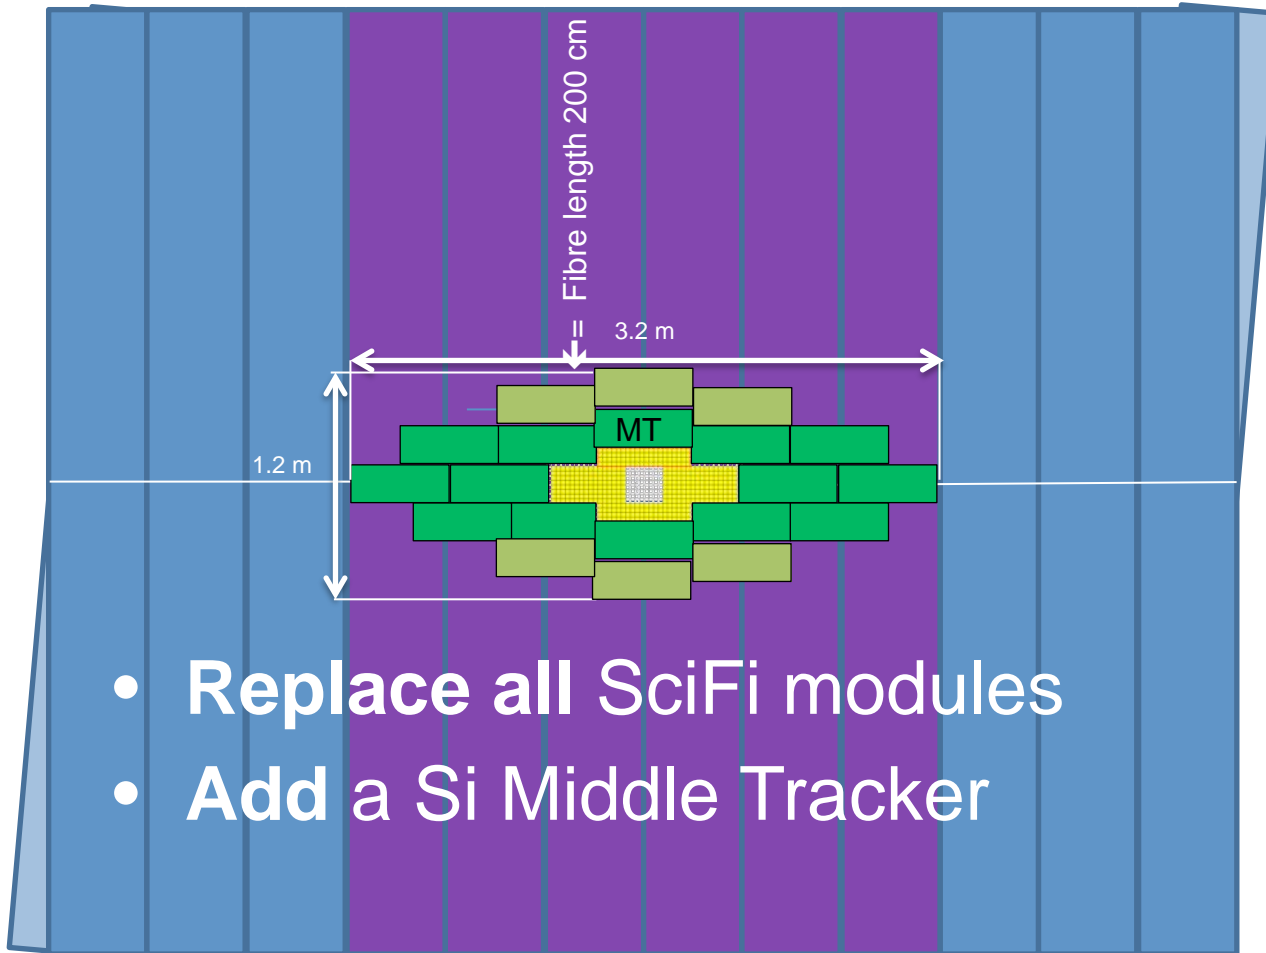 = Fibre length 200 cm
3.2 m
MT
1.2 m
• Replace all SciFi modules
• Add a Si Middle Tracker